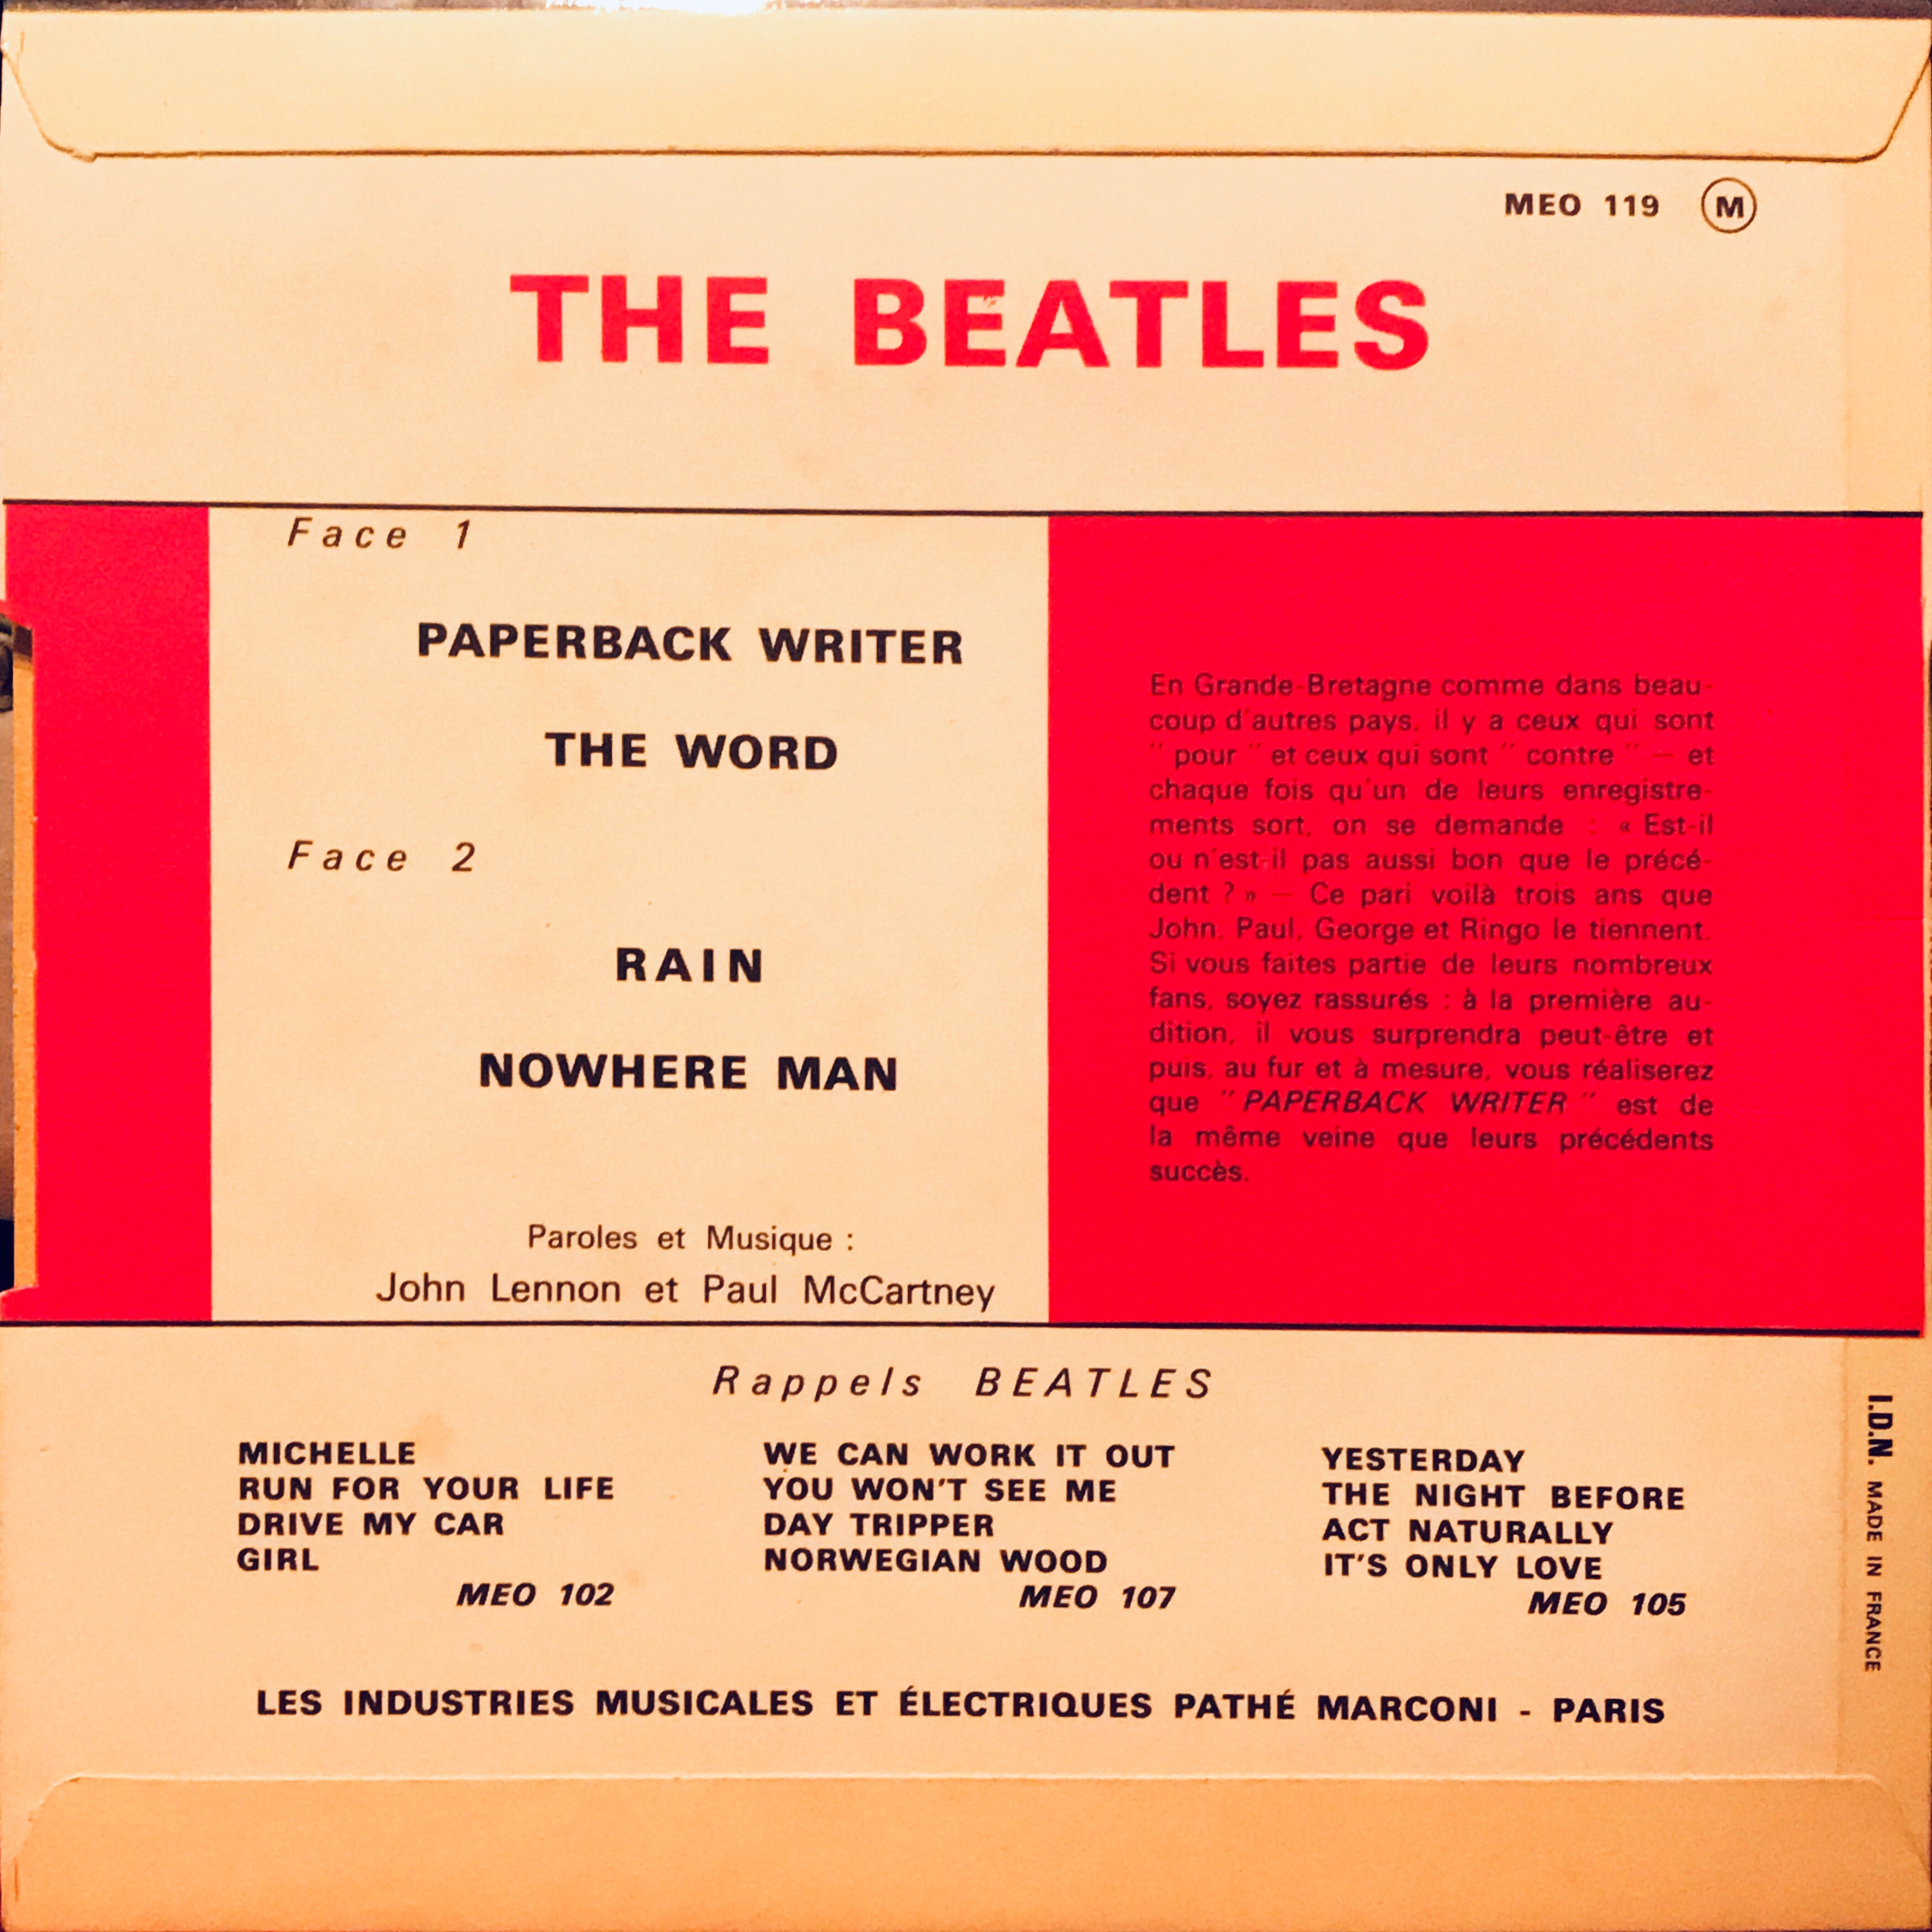 MEO 119 M
THE BEATLES
Face 1
PAPERBACK WRITER
THE WORD
Face 2
RAIN
NOWHERE MAN
Paroles et Musique :
John Lennon et Paul McCartney
En Grande-Bretagne comme dans beau-
coup d'autres pays, il y a ceux qui sont
" pour " et ceux qui sont " contre " — et
chaque fois qu'un de leurs enregistre-
ments sort, on se demande : « Est-il
ou n'est-il pas aussi bon que le précé-
dent ? » — Ce pari voilà trois ans que
John, Paul, George et Ringo le tiennent.
Si vous faites partie de leurs nombreux
fans, soyez rassurés : à la première au-
dition, il vous surprendra peut-être et
puis, au fur et à mesure, vous réaliserez
que " PAPERBACK WRITER " est de
la même veine que leurs précédents
succès.
Rappels BEATLES
MICHELLE
RUN FOR YOUR LIFE
DRIVE MY CAR
GIRL
MEO 102
WE CAN WORK IT OUT
YOU WON'T SEE ME
DAY TRIPPER
NORWEGIAN WOOD
MEO 107
YESTERDAY
THE NIGHT BEFORE
ACT NATURALLY
IT'S ONLY LOVE
MEO 105
I.D.N. MADE IN FRANCE
LES INDUSTRIES MUSICALES ET ÉLECTRIQUES PATHÉ MARCONI - PARIS